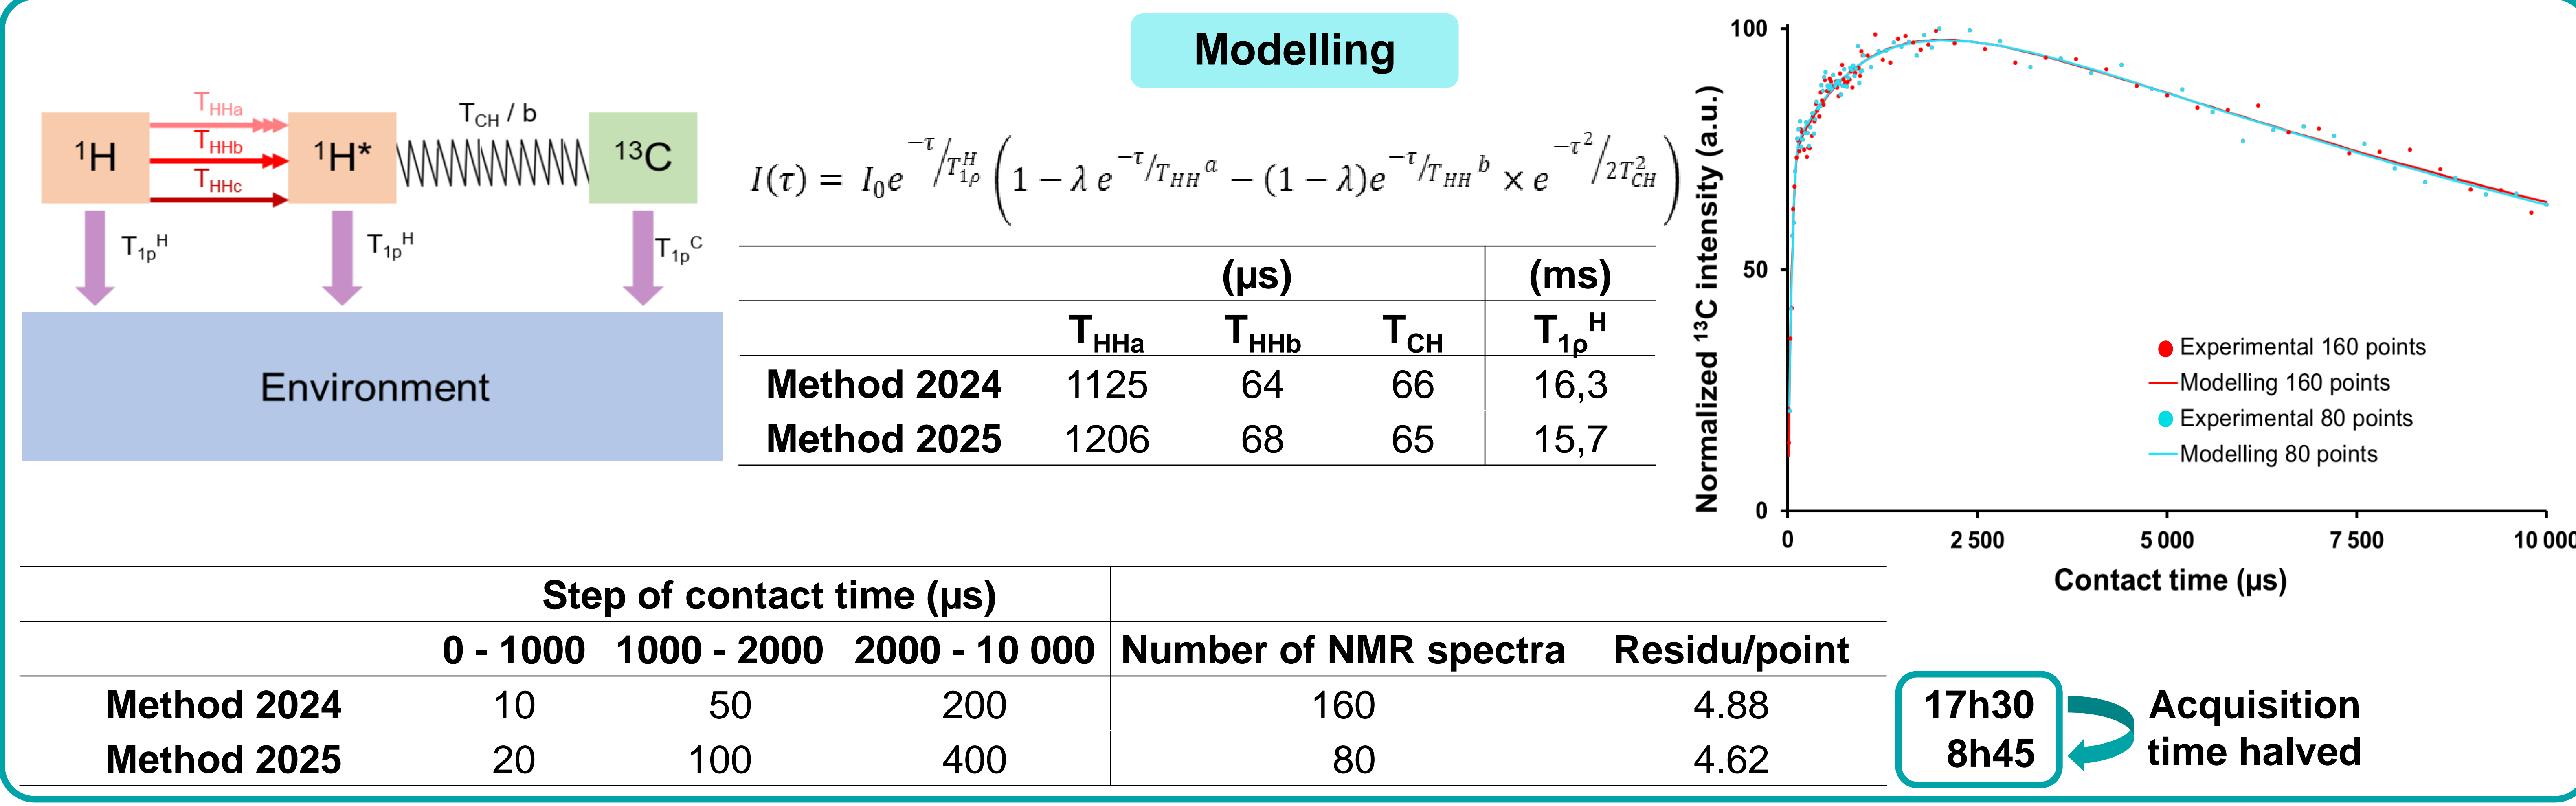 Modelling
¹H
T_HHa
T_HHb
T_HHc
¹H*
T_CH / b
¹³C
T_1p^H
T_1p^H
T_1p^C
Environment
I(τ) = I₀e^(−τ/T_1ρ^H) (1 − λ e^(−τ/T_HH^a) − (1 − λ)e^(−τ/T_HH^b) × e^(−τ²/2T_CH²))
(µs) (ms)
T_HHa T_HHb T_CH T_1ρ^H
Method 2024 1125 64 66 16,3
Method 2025 1206 68 65 15,7
Normalized ¹³C intensity (a.u.)
100
50
0
0 2 500 5 000 7 500 10 000
Contact time (µs)
Experimental 160 points
Modelling 160 points
Experimental 80 points
Modelling 80 points
Step of contact time (µs)
0 - 1000 1000 - 2000 2000 - 10 000 Number of NMR spectra Residu/point
Method 2024 10 50 200 160 4.88 17h30
Method 2025 20 100 400 80 4.62 8h45
Acquisition
time halved